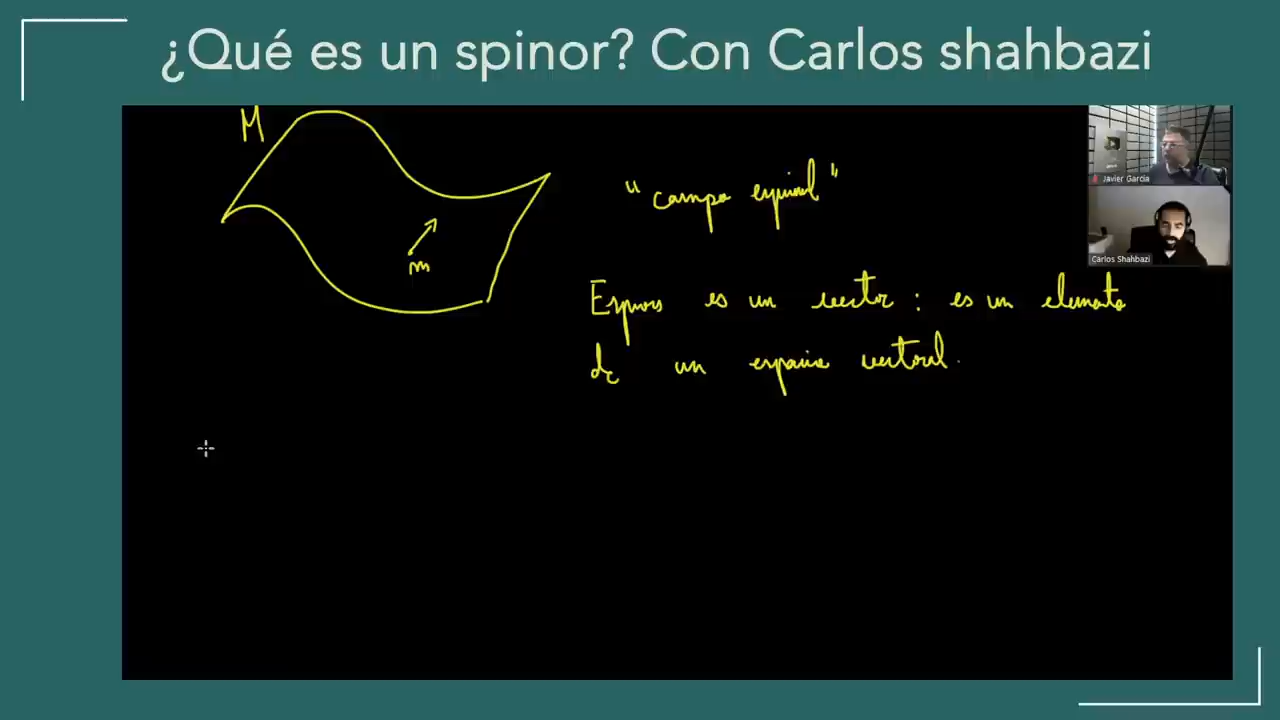 ¿Qué es un spinor? Con Carlos shahbazi
M
m
"campo espinorial"
Javier Garcia
Carlos Shahbazi
Espinor es un vector : es un elemento
de un espacio vectorial.